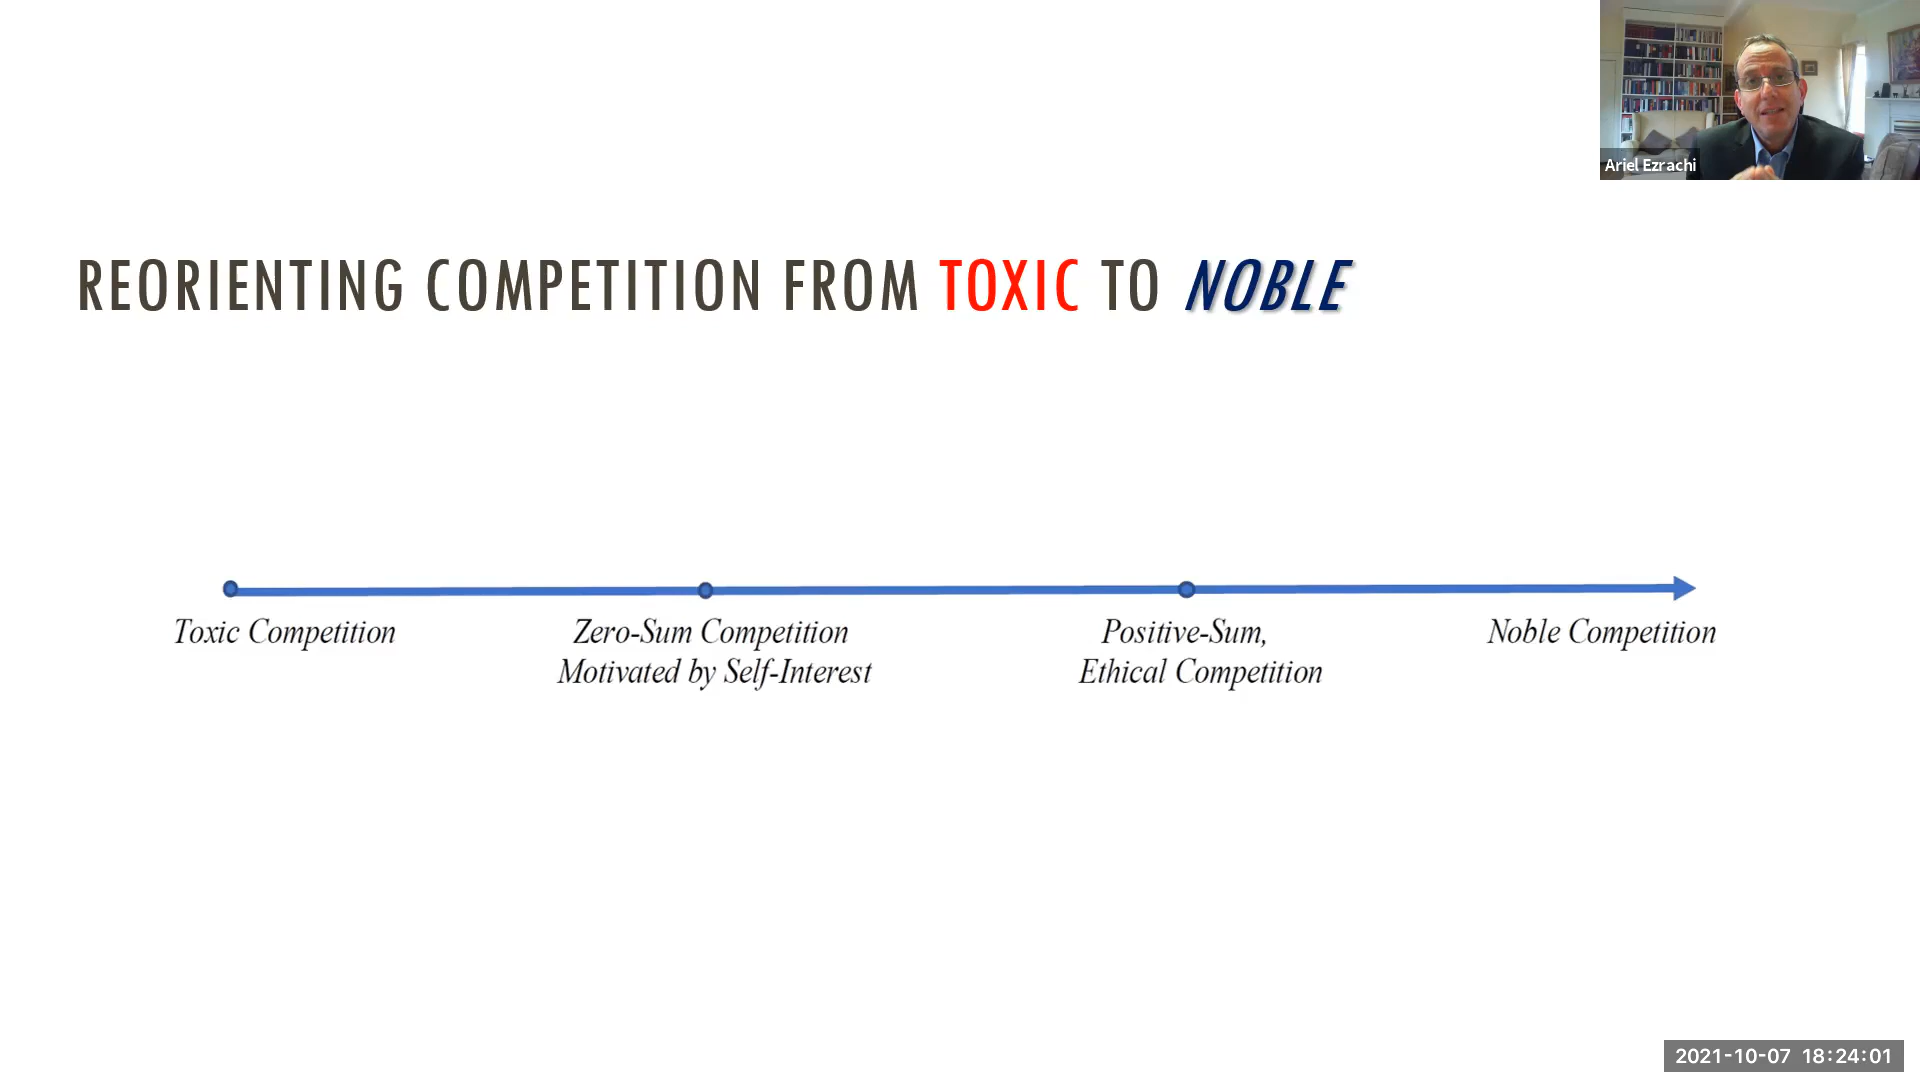 Ariel Ezrachi
REORIENTING COMPETITION FROM TOXIC TO NOBLE
Toxic Competition
Zero-Sum Competition
Motivated by Self-Interest
Positive-Sum,
Ethical Competition
Noble Competition
2021-10-07 18:24:01